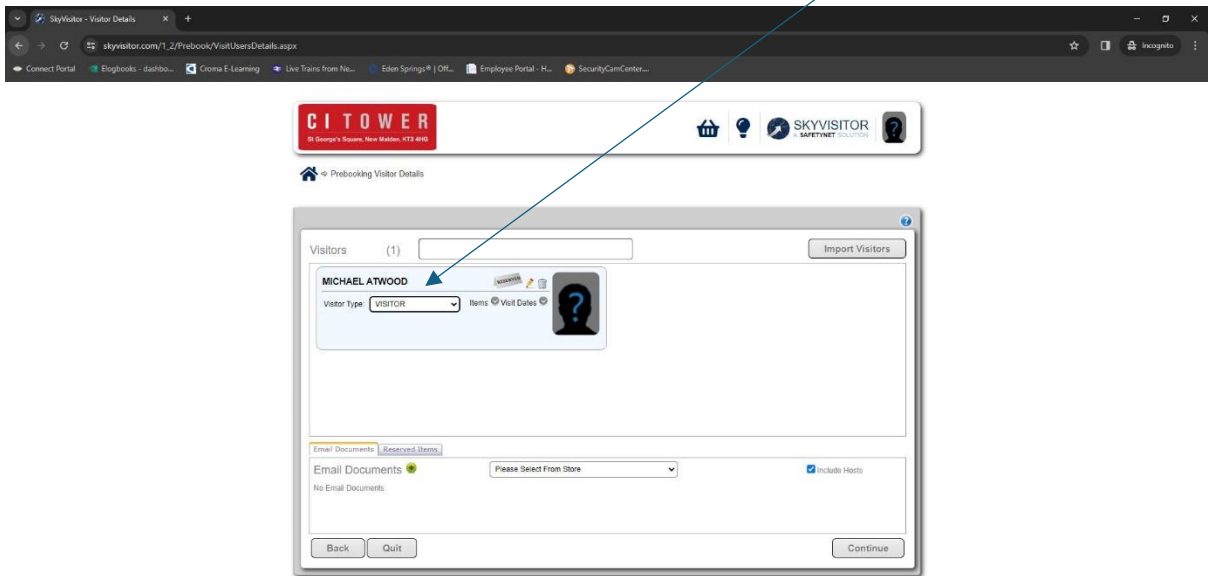 SkyVisitor - Visitor Details
skyvisitor.com/1_2/Prebook/VisitUsersDetails.aspx
Incognito
Connect Portal
Elogbooks - dashbo...
Croma E-Learning
Live Trains from Ne...
Eden Springs® | Off...
Employee Portal - H...
SecurityCamCenter....
CI TOWER
St George's Square, New Malden, KT3 4HG
SKYVISITOR
A SAFETYNET SOLUTION
Prebooking Visitor Details
Visitors (1)
Import Visitors
MICHAEL ATWOOD
Visitor Type: VISITOR
Items
Visit Dates
Email Documents
Reserved Items
Email Documents
Please Select From Store
Include Hosts
No Email Documents
Back
Quit
Continue